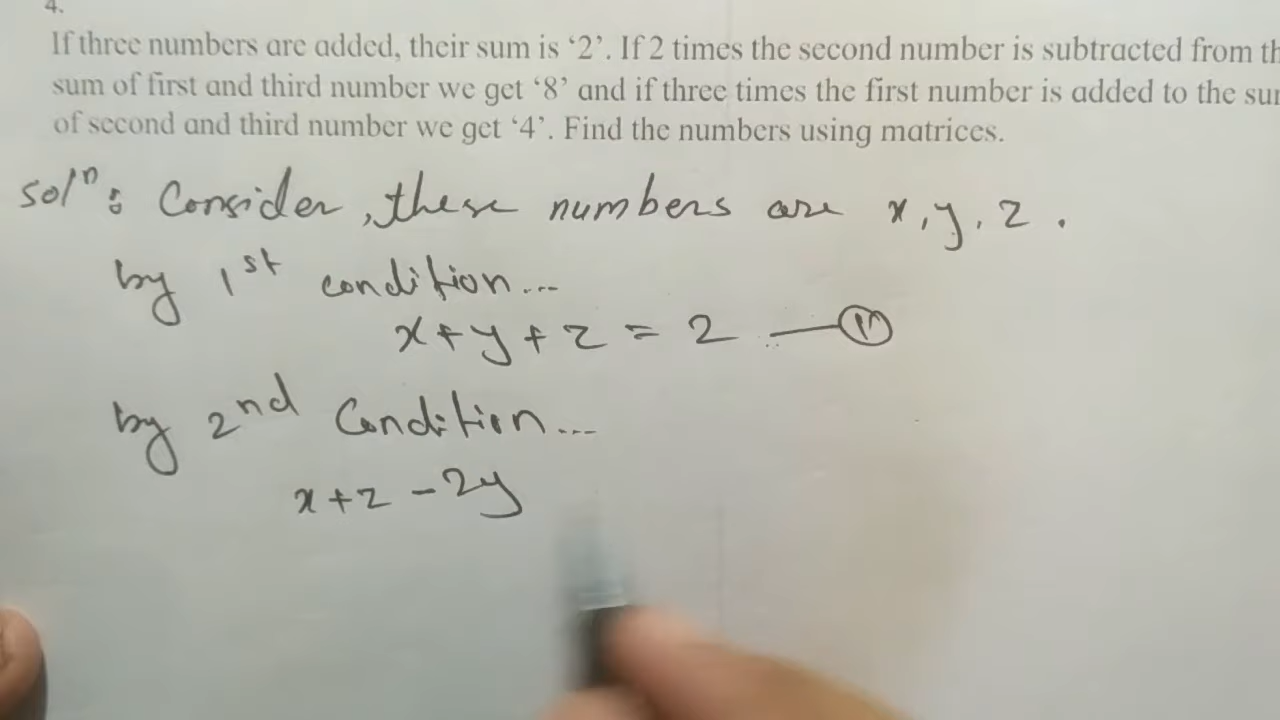 4.
If three numbers are added, their sum is ‘2’. If 2 times the second number is subtracted from th
sum of first and third number we get ‘8’ and if three times the first number is added to the sum
of second and third number we get ‘4’. Find the numbers using matrices.
Solⁿ: Consider, these numbers are x, y, z.
by 1st condition...
x+y+z = 2
by 2nd Condition...
x+z -2y